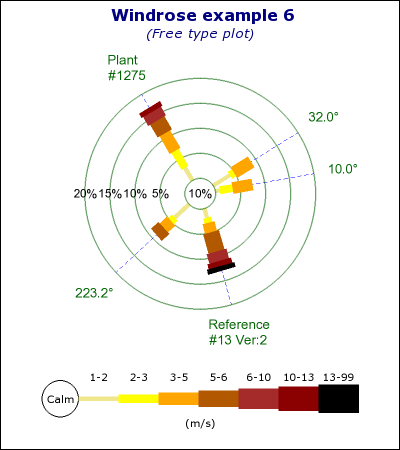 Windrose example 6
(Free type plot)
Plant
#1275
32.0°
10.0°
20% 15% 10% 5% 10%
223.2°
Reference
#13 Ver:2
1-2 2-3 3-5 5-6 6-10 10-13 13-99
Calm
(m/s)